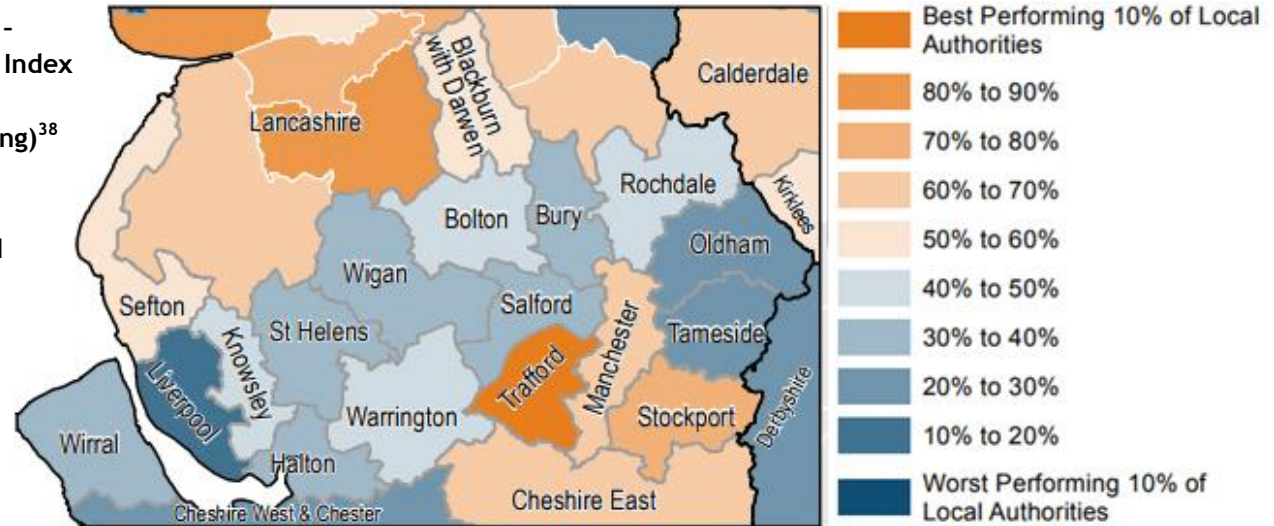 -
Index
ng)³⁸
Calderdale
Blackburn
with Darwen
Lancashire
Kirklees
Rochdale
Bolton
Bury
Oldham
Wigan
Sefton
Salford
St Helens
Knowsley
Tameside
Manchester
Trafford
Liverpool
Warrington
Stockport
Derbyshire
Wirral
Halton
Cheshire East
Cheshire West & Chester
Best Performing 10% of Local
Authorities
80% to 90%
70% to 80%
60% to 70%
50% to 60%
40% to 50%
30% to 40%
20% to 30%
10% to 20%
Worst Performing 10% of
Local Authorities